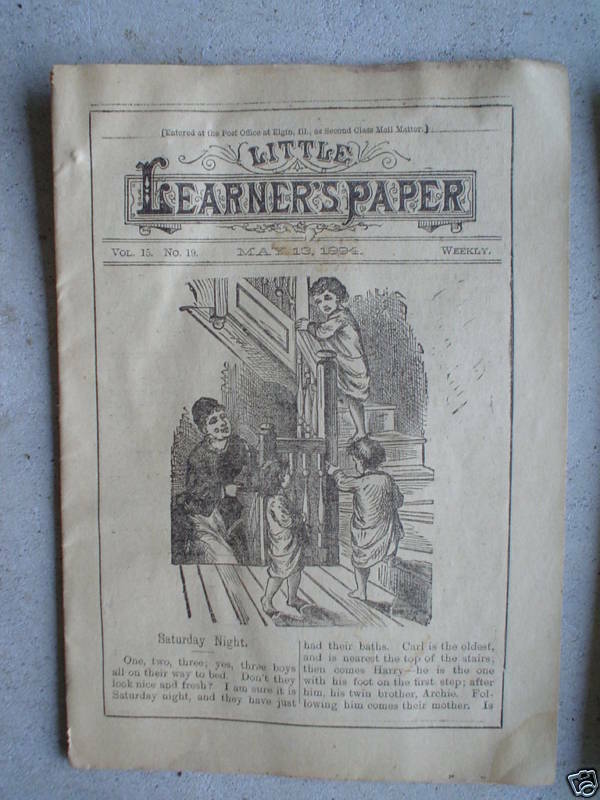 [Entered at the Post Office at Elgin, Ill., as Second Class Mail Matter.]
LITTLE
LEARNER'S PAPER
VOL. 15. NO. 19. MAY 13, 1894. WEEKLY.
Saturday Night.
One, two, three; yes, three boys
all on their way to bed. Don't they
look nice and fresh? I am sure it is
Saturday night, and they have just
had their baths. Carl is the oldest,
and is nearest the top of the stairs;
then comes Harry—he is the one
with his foot on the first step; after
him, his twin brother, Archie. Fol-
lowing him comes their mother. Is